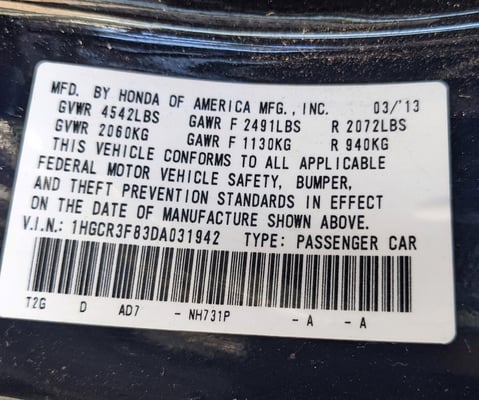 MFD. BY HONDA OF AMERICA MFG., INC. 03/'13
GVWR 4542LBS GAWR F 2491LBS R 2072LBS
GVWR 2060KG GAWR F 1130KG R 940KG
THIS VEHICLE CONFORMS TO ALL APPLICABLE
FEDERAL MOTOR VEHICLE SAFETY, BUMPER,
AND THEFT PREVENTION STANDARDS IN EFFECT
ON THE DATE OF MANUFACTURE SHOWN ABOVE.
V.I.N.: 1HGCR3F83DA031942 TYPE: PASSENGER CAR
T2G D AD7 - NH731P - A - A